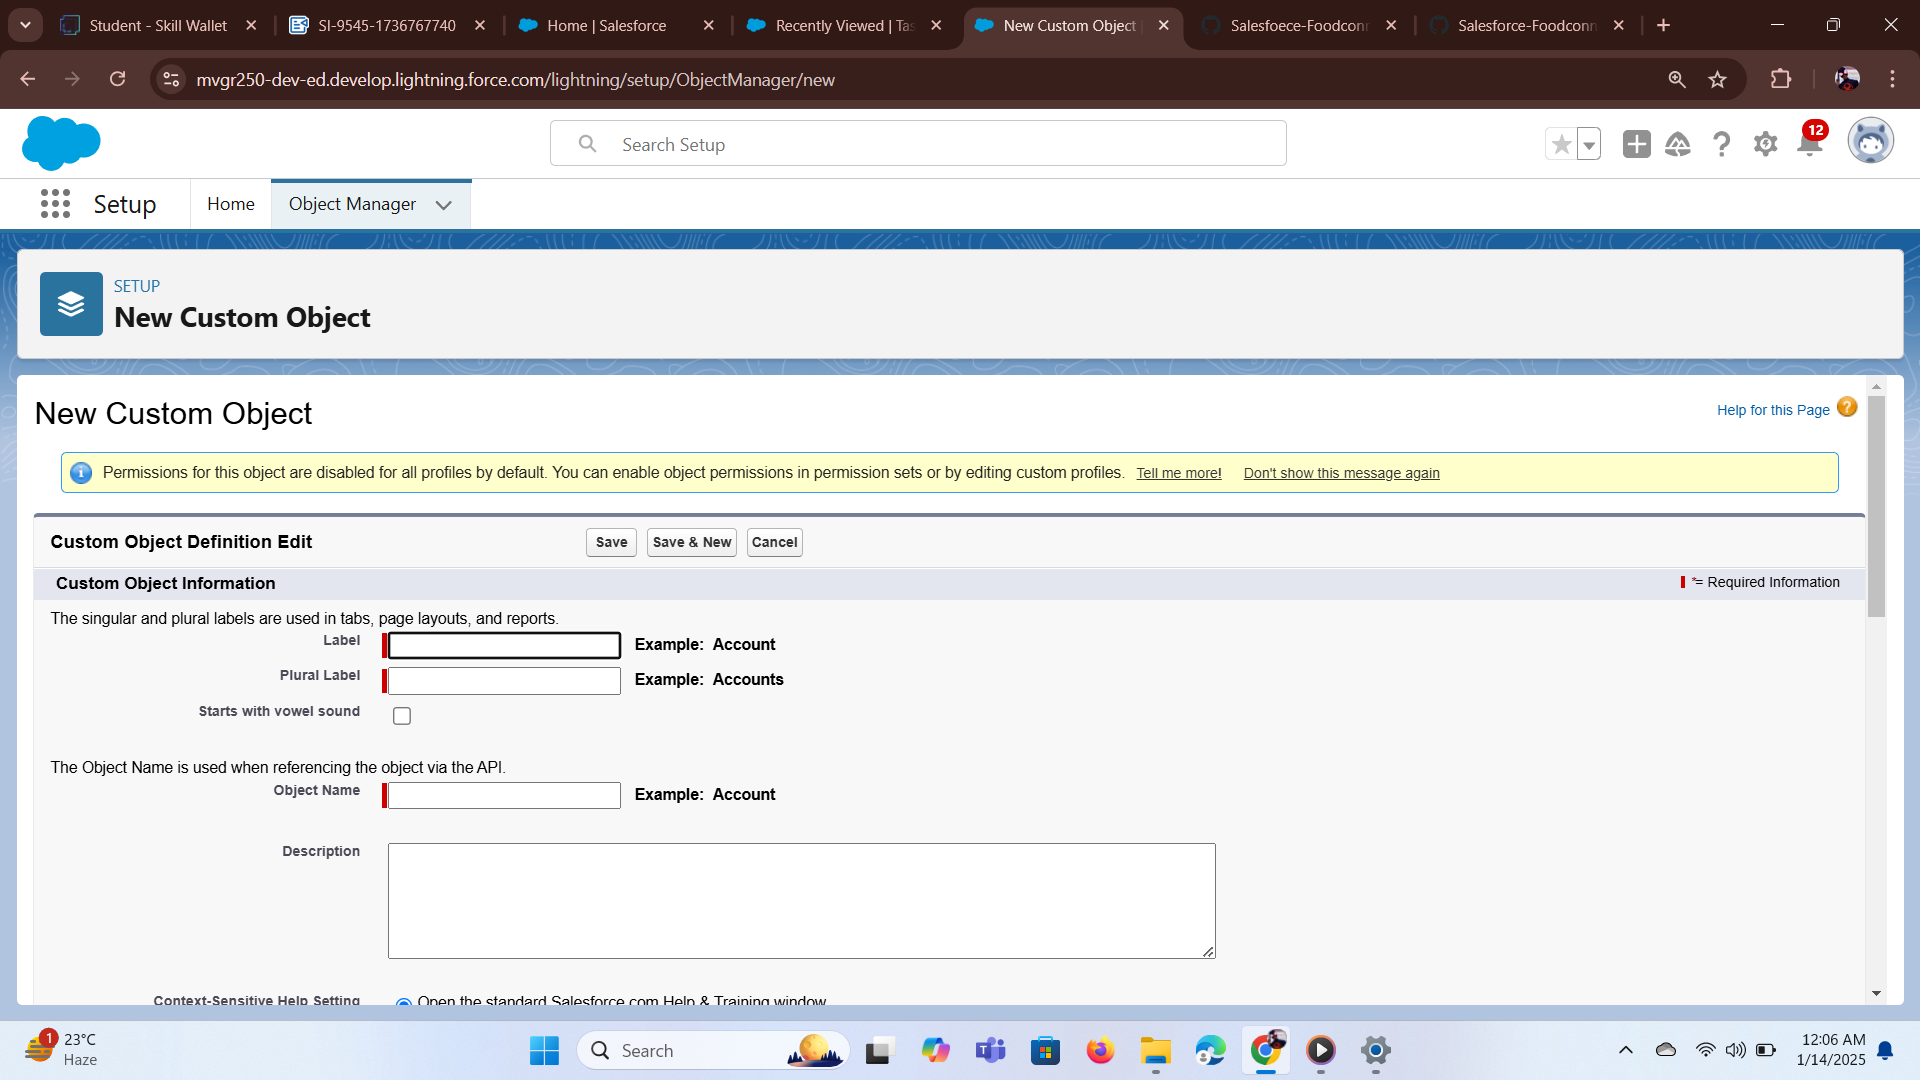 Student - Skill Wallet
SI-9545-1736767740
Home | Salesforce
Recently Viewed | Tas
New Custom Object
Salesfoece-Foodconn
Salesforce-Foodconn
mvgr250-dev-ed.develop.lightning.force.com/lightning/setup/ObjectManager/new
Search Setup
12
Setup
Home
Object Manager
SETUP
New Custom Object
New Custom Object
Help for this Page
Permissions for this object are disabled for all profiles by default. You can enable object permissions in permission sets or by editing custom profiles. Tell me more! Don't show this message again
Custom Object Definition Edit
Save
Save & New
Cancel
Custom Object Information
*= Required Information
The singular and plural labels are used in tabs, page layouts, and reports.
Label
Example: Account
Plural Label
Example: Accounts
Starts with vowel sound
The Object Name is used when referencing the object via the API.
Object Name
Example: Account
Description
Context-Sensitive Help Setting
Open the standard Salesforce.com Help & Training window
1
23°C
Haze
Search
12:06 AM
1/14/2025